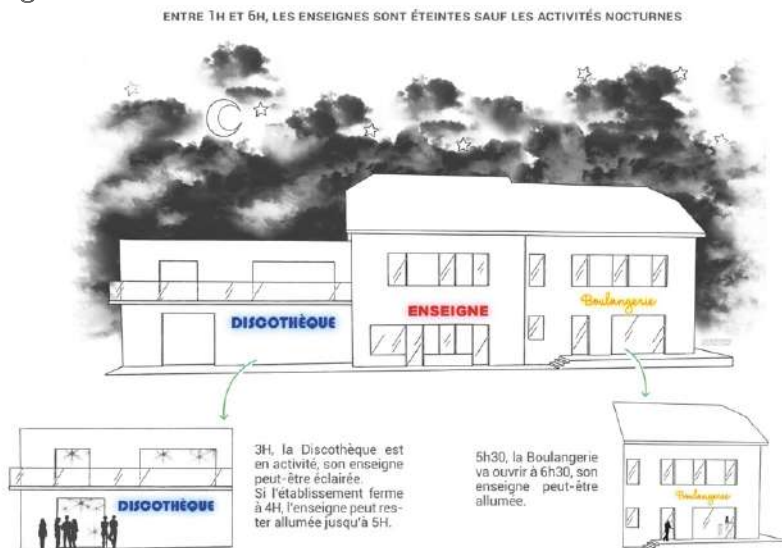 ENTRE 1H ET 6H, LES ENSEIGNES SONT ÉTEINTES SAUF LES ACTIVITÉS NOCTURNES
DISCOTHÈQUE
ENSEIGNE
Boulangerie
3H, la Discothèque est
en activité, son enseigne
peut-être éclairée.
Si l'établissement ferme
à 4H, l'enseigne peut res-
ter allumée jusqu'à 5H.
DISCOTHÈQUE
5h30, la Boulangerie
va ouvrir à 6h30, son
enseigne peut-être
allumée.
Boulangerie